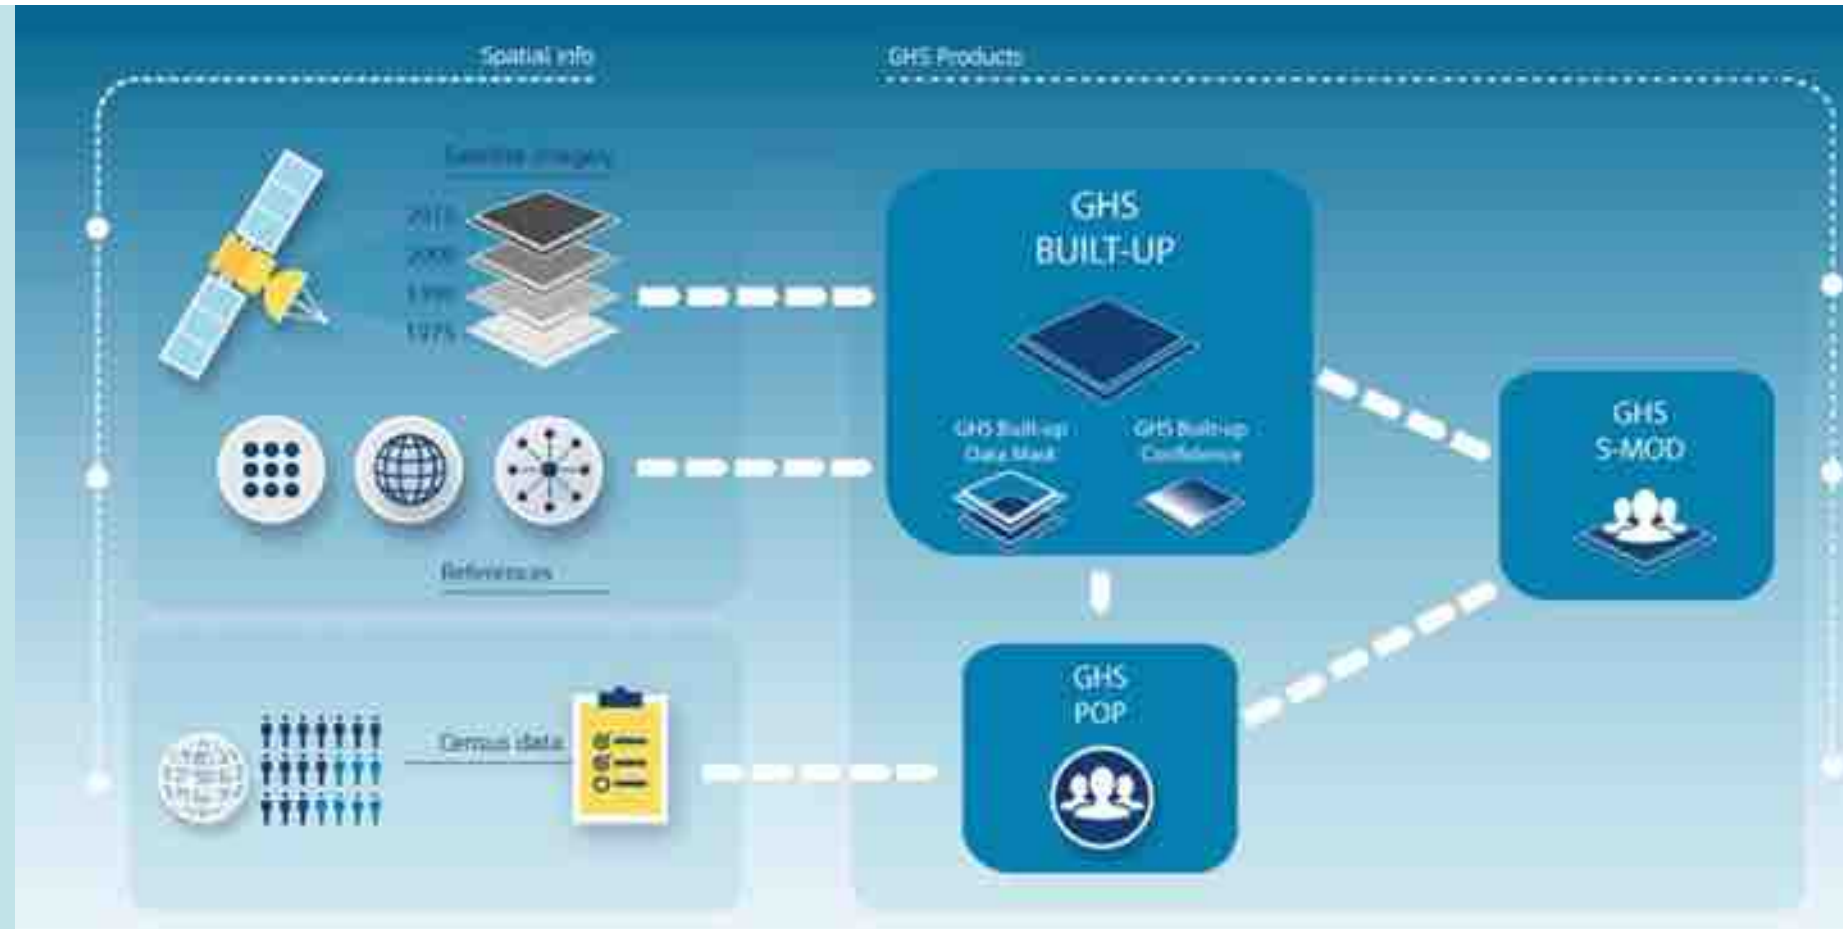 Spatial info
GHS Products
Satellite imagery
2000
1990
1975
References
Census data
GHS
BUILT-UP
GHS Built-up
Data Mask
GHS Built-up
Confidence
GHS
S-MOD
GHS
POP